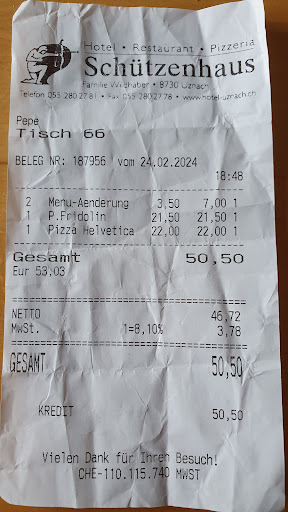 Hotel • Restaurant • Pizzeria
Schützenhaus
Familie Wildhaber • 8730 Uznach
Telefon 055 280 27 81 • Fax 055 280 27 78 • www.hotel-uznach.ch
Pepe
Tisch 66
BELEG NR: 187956 vom 24.02.2024
18:48
2 Menu-Aenderung 3,50 7,00 1
1 P.Fridolin 21,50 21,50 1
1 Pizza Helvetica 22,00 22,00 1
Gesamt 50,50
Eur 53,03
NETTO 46,72
MwSt. 1=8,10% 3,78
GESAMT 50,50
KREDIT 50,50
Vielen Dank für Ihren Besuch!
CHE-110.115.740 MWST